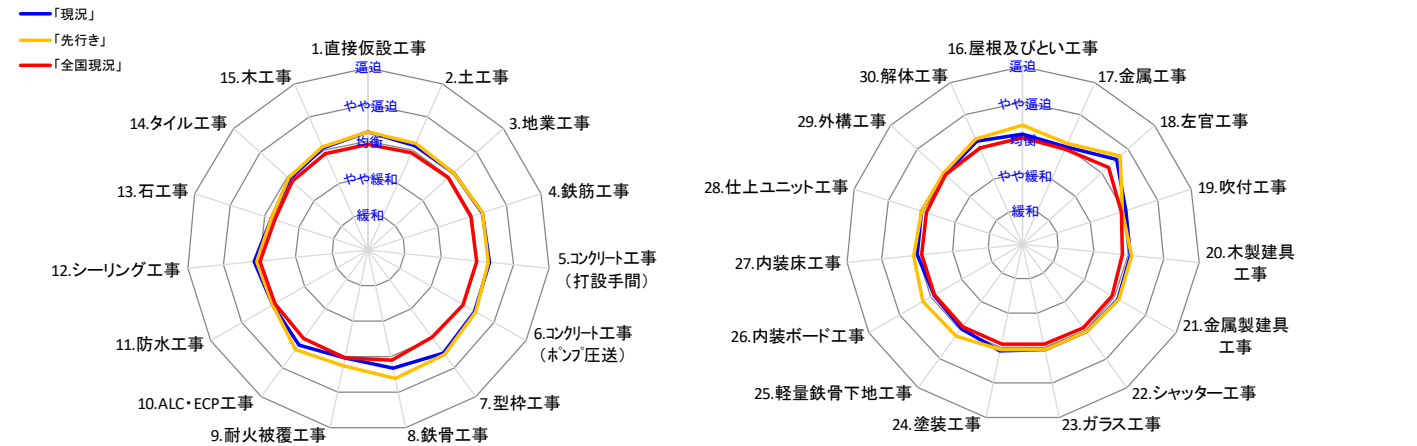 「現況」
「先行き」
「全国現況」
1.直接仮設工事
2.土工事
3.地業工事
4.鉄筋工事
5.ｺﾝｸﾘｰﾄ工事
（打設手間）
6.ｺﾝｸﾘｰﾄ工事
（ﾎﾟﾝﾌﾟ圧送）
7.型枠工事
8.鉄骨工事
9.耐火被覆工事
10.ALC・ECP工事
11.防水工事
12.シーリング工事
13.石工事
14.タイル工事
15.木工事
逼迫
やや逼迫
均衡
やや緩和
緩和
16.屋根及びとい工事
17.金属工事
18.左官工事
19.吹付工事
20.木製建具
工事
21.金属製建具
工事
22.シャッター工事
23.ガラス工事
24.塗装工事
25.軽量鉄骨下地工事
26.内装ボード工事
27.内装床工事
28.仕上ユニット工事
29.外構工事
30.解体工事
逼迫
やや逼迫
均衡
やや緩和
緩和